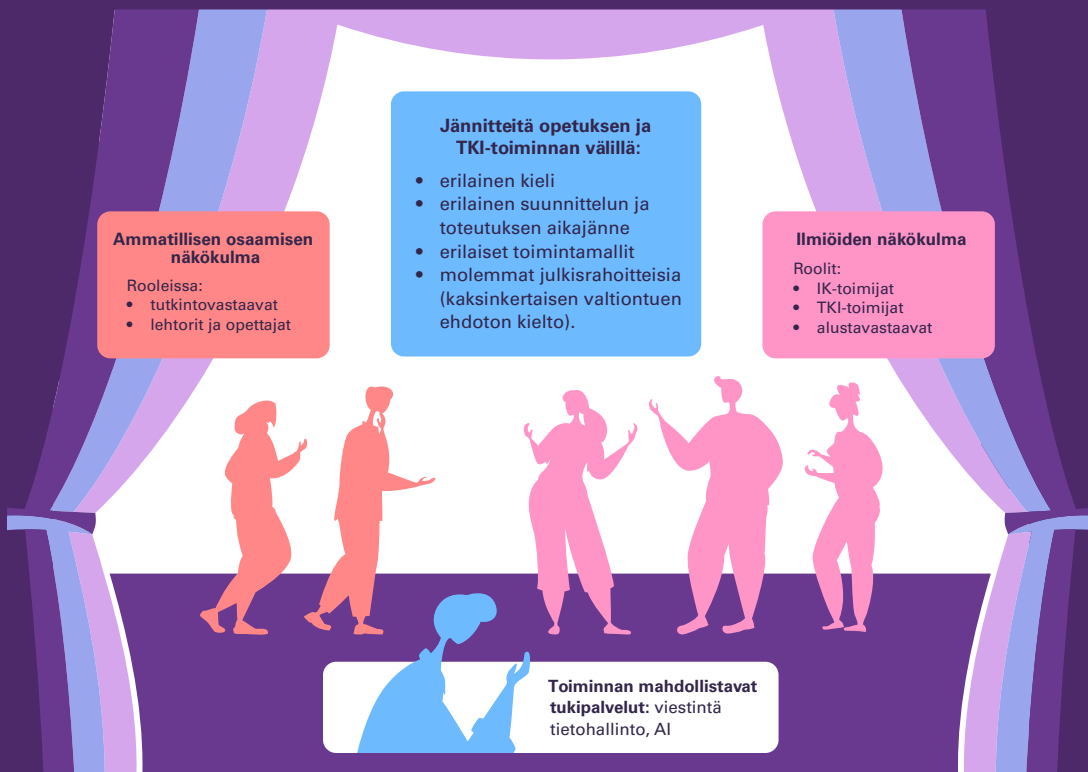 Jännitteitä opetuksen ja
TKI-toiminnan välillä:
• erilainen kieli
• erilainen suunnittelun ja
toteutuksen aikajänne
• erilaiset toimintamallit
• molemmat julkisrahoitteisia
(kaksinkertaisen valtiontuen
ehdoton kielto).
Ammatillisen osaamisen
näkökulma
Rooleissa:
• tutkintovastaavat
• lehtorit ja opettajat
Ilmiöiden näkökulma
Roolit:
• IK-toimijat
• TKI-toimijat
• alustavastaavat
Toiminnan mahdollistavat
tukipalvelut: viestintä
tietohallinto, AI